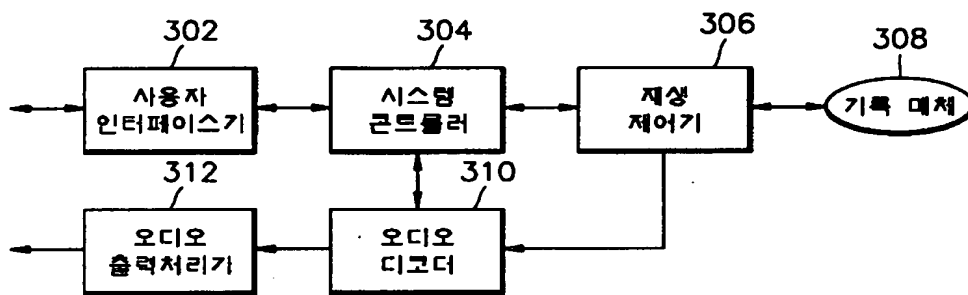 302
304
306
308
사용자
인터페이스기
시스템
콘트롤러
재생
제어기
기록 매체
312
310
오디오
출력처리기
오디오
디코더